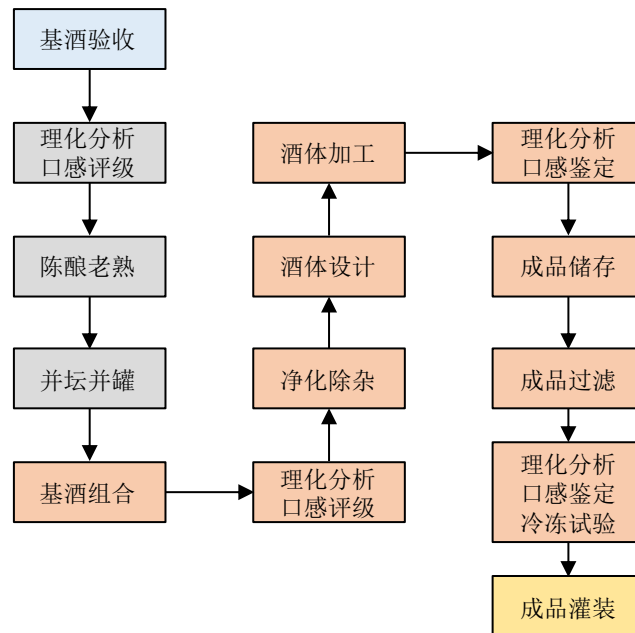 基酒验收
理化分析
口感评级
陈酿老熟
并坛并罐
基酒组合
理化分析
口感评级
净化除杂
酒体设计
酒体加工
理化分析
口感鉴定
成品储存
成品过滤
理化分析
口感鉴定
冷冻试验
成品灌装